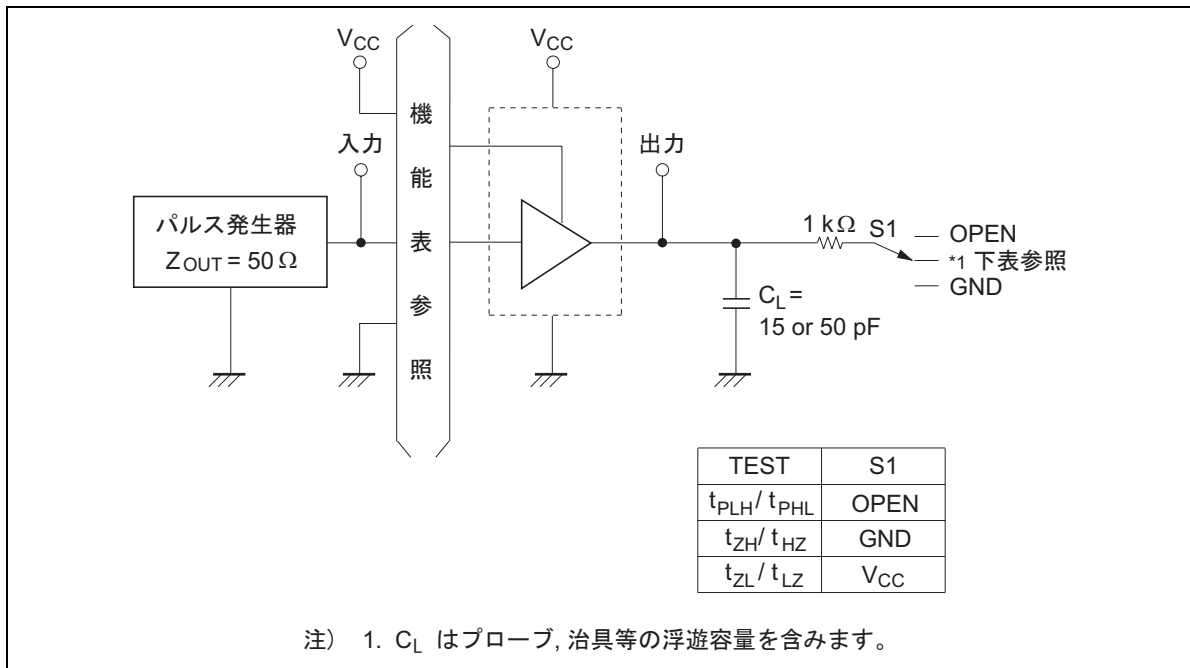 VCC
VCC
機
能
表
参
照
入力
出力
パルス発生器
ZOUT = 50 Ω
1 kΩ
S1
OPEN
*1 下表参照
GND
CL =
15 or 50 pF
TEST S1
tPLH / tPHL OPEN
tZH / tHZ GND
tZL / tLZ VCC
注) 1. CL はプローブ, 治具等の浮遊容量を含みます。